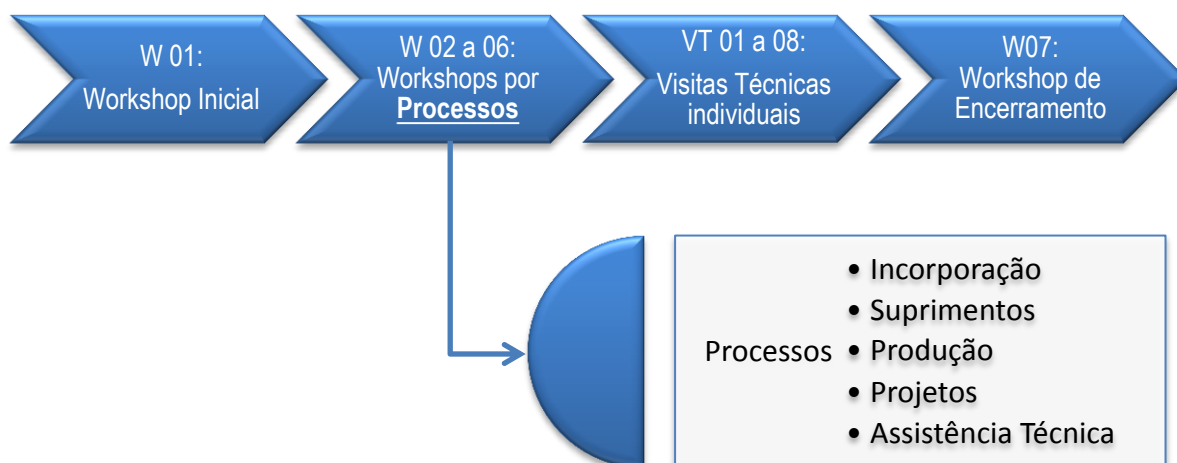 W 01:
Workshop Inicial
W 02 a 06:
Workshops por
Processos
VT 01 a 08:
Visitas Técnicas
individuais
W07:
Workshop de
Encerramento
Processos
• Incorporação
• Suprimentos
• Produção
• Projetos
• Assistência Técnica